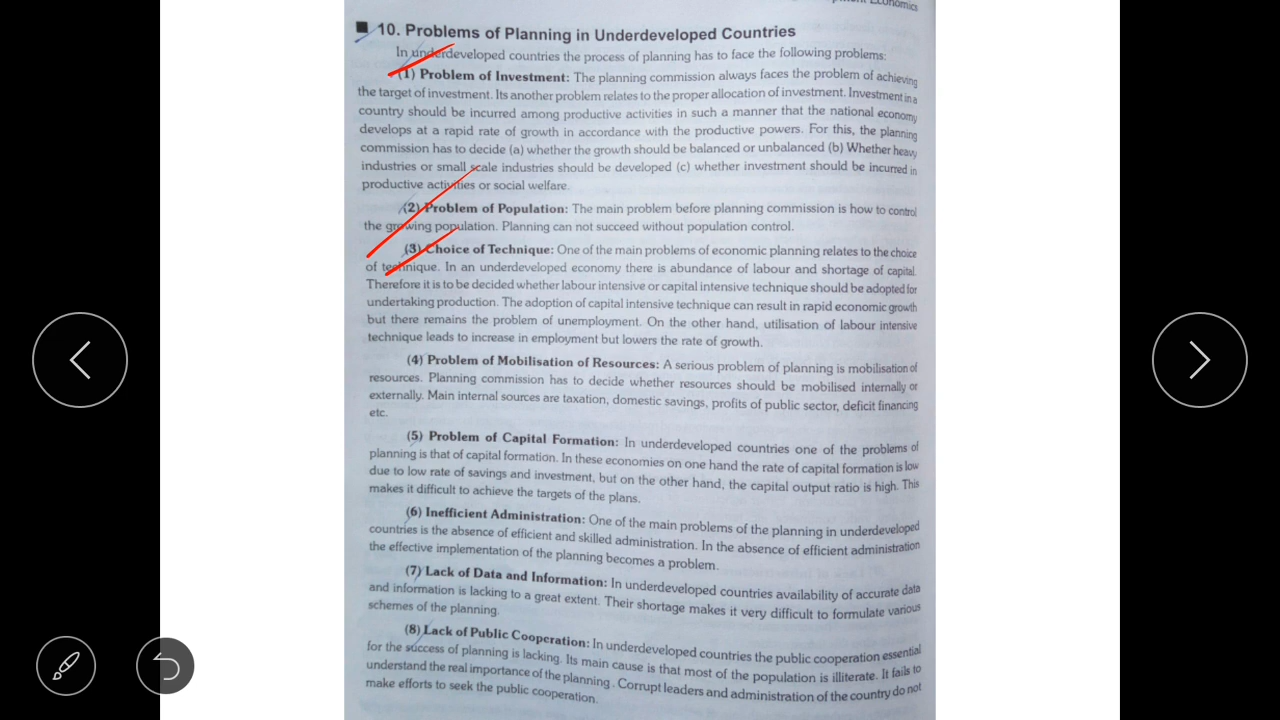 Economics
10. Problems of Planning in Underdeveloped Countries
In underdeveloped countries the process of planning has to face the following problems:
(1) Problem of Investment: The planning commission always faces the problem of achieving
the target of investment. Its another problem relates to the proper allocation of investment. Investment in a
country should be incurred among productive activities in such a manner that the national economy
develops at a rapid rate of growth in accordance with the productive powers. For this, the planning
commission has to decide (a) whether the growth should be balanced or unbalanced (b) Whether heavy
industries or small scale industries should be developed (c) whether investment should be incurred in
productive activities or social welfare.
(2) Problem of Population: The main problem before planning commission is how to control
the growing population. Planning can not succeed without population control.
(3) Choice of Technique: One of the main problems of economic planning relates to the choice
of technique. In an underdeveloped economy there is abundance of labour and shortage of capital.
Therefore it is to be decided whether labour intensive or capital intensive technique should be adopted for
undertaking production. The adoption of capital intensive technique can result in rapid economic growth
but there remains the problem of unemployment. On the other hand, utilisation of labour intensive
technique leads to increase in employment but lowers the rate of growth.
(4) Problem of Mobilisation of Resources: A serious problem of planning is mobilisation of
resources. Planning commission has to decide whether resources should be mobilised internally or
externally. Main internal sources are taxation, domestic savings, profits of public sector, deficit financing
etc.
(5) Problem of Capital Formation: In underdeveloped countries one of the problems of
planning is that of capital formation. In these economies on one hand the rate of capital formation is low
due to low rate of savings and investment, but on the other hand, the capital output ratio is high. This
makes it difficult to achieve the targets of the plans.
(6) Inefficient Administration: One of the main problems of the planning in underdeveloped
countries is the absence of efficient and skilled administration. In the absence of efficient administration
the effective implementation of the planning becomes a problem.
(7) Lack of Data and Information: In underdeveloped countries availability of accurate data
and information is lacking to a great extent. Their shortage makes it very difficult to formulate various
schemes of the planning.
(8) Lack of Public Cooperation: In underdeveloped countries the public cooperation essential
for the success of planning is lacking. Its main cause is that most of the population is illiterate. It fails to
understand the real importance of the planning. Corrupt leaders and administration of the country do not
make efforts to seek the public cooperation.